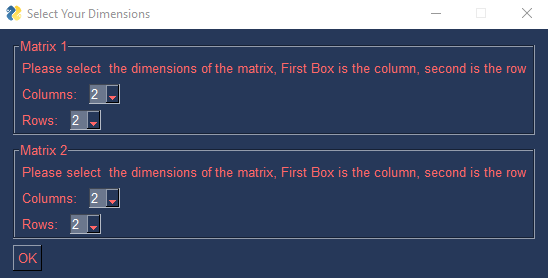 Select Your Dimensions
Matrix 1
Please select  the dimensions of the matrix, First Box is the column, second is the row
Columns: 2
Rows: 2
Matrix 2
Please select  the dimensions of the matrix, First Box is the column, second is the row
Columns: 2
Rows: 2
OK